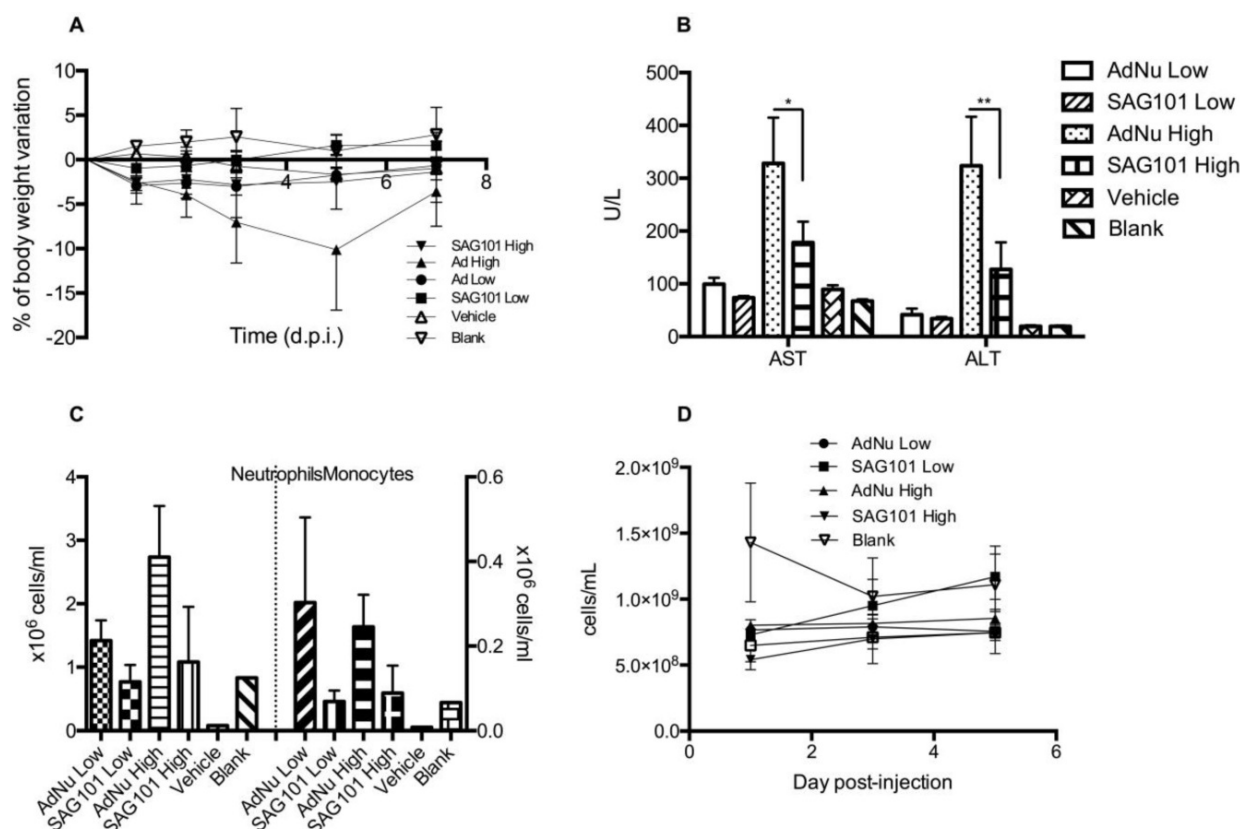 A
10
5
0
-5
-10
-15
-20
% of body weight variation
4
6
8
Time (d.p.i.)
SAG101 High
Ad High
Ad Low
SAG101 Low
Vehicle
Blank
B
500
400
300
200
100
0
U/L
AST
ALT
*
**
AdNu Low
SAG101 Low
AdNu High
SAG101 High
Vehicle
Blank
C
NeutrophilsMonocytes
4
3
2
1
0
x10⁶ cells/ml
0.6
0.4
0.2
0.0
x10⁶ cells/ml
AdNu Low
SAG101 Low
AdNu High
SAG101 High
Vehicle
Blank
AdNu Low
SAG101 Low
AdNu High
SAG101 High
Vehicle
Blank
D
2.0×10⁹
1.5×10⁹
1.0×10⁹
5.0×10⁸
0.0
cells/mL
0
2
4
6
Day post-injection
AdNu Low
SAG101 Low
AdNu High
SAG101 High
Blank